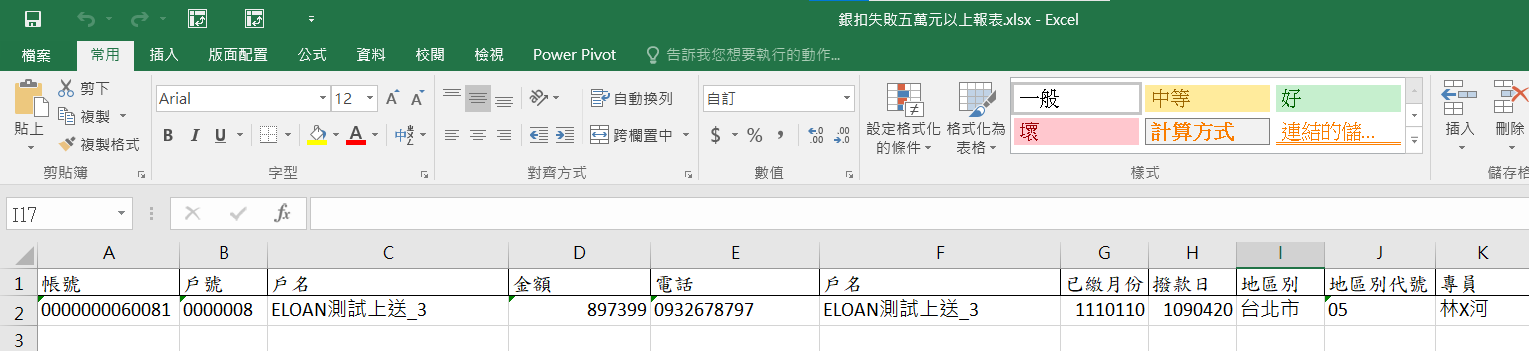 銀扣失敗五萬元以上報表.xlsx - Excel
檔案 常用 插入 版面配置 公式 資料 校閱 檢視 Power Pivot 告訴我您想要執行的動作...
剪下
複製
複製格式
貼上
剪貼簿
Arial 12 A A
B I U A 中
字型
自動換列
跨欄置中
對齊方式
自訂
$ % , .0 .00 .00 .0
數值
設定格式化的條件
格式化為表格
一般 中等 好
壞 計算方式 連結的儲...
樣式
插入 刪除
儲存格
I17 fx
A B C D E F G H I J K
1 帳號 戶號 戶名 金額 電話 戶名 已繳月份 撥款日 地區別 地區別代號 專員
2 0000000060081 0000008 ELOAN測試上送_3 897399 0932678797 ELOAN測試上送_3 1110110 1090420 台北市 05 林X河
3